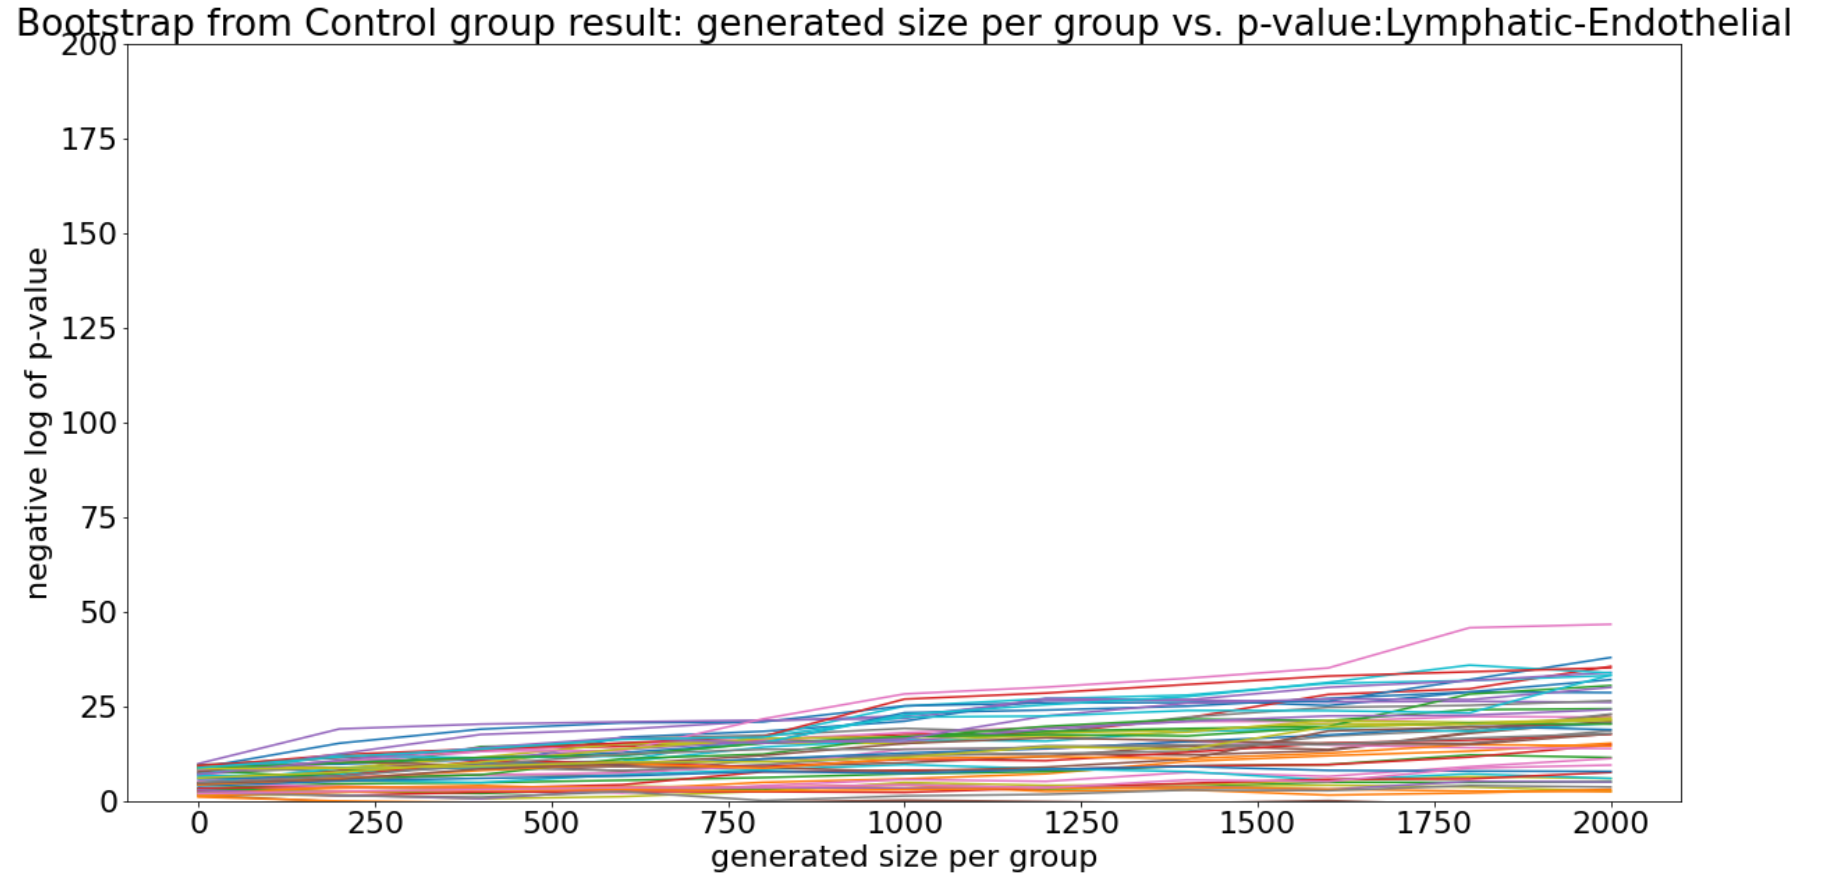 Bootstrap from Control group result: generated size per group vs. p-value:Lymphatic-Endothelial
200
175
150
125
100
75
50
25
0
negative log of p-value
0 250 500 750 1000 1250 1500 1750 2000
generated size per group